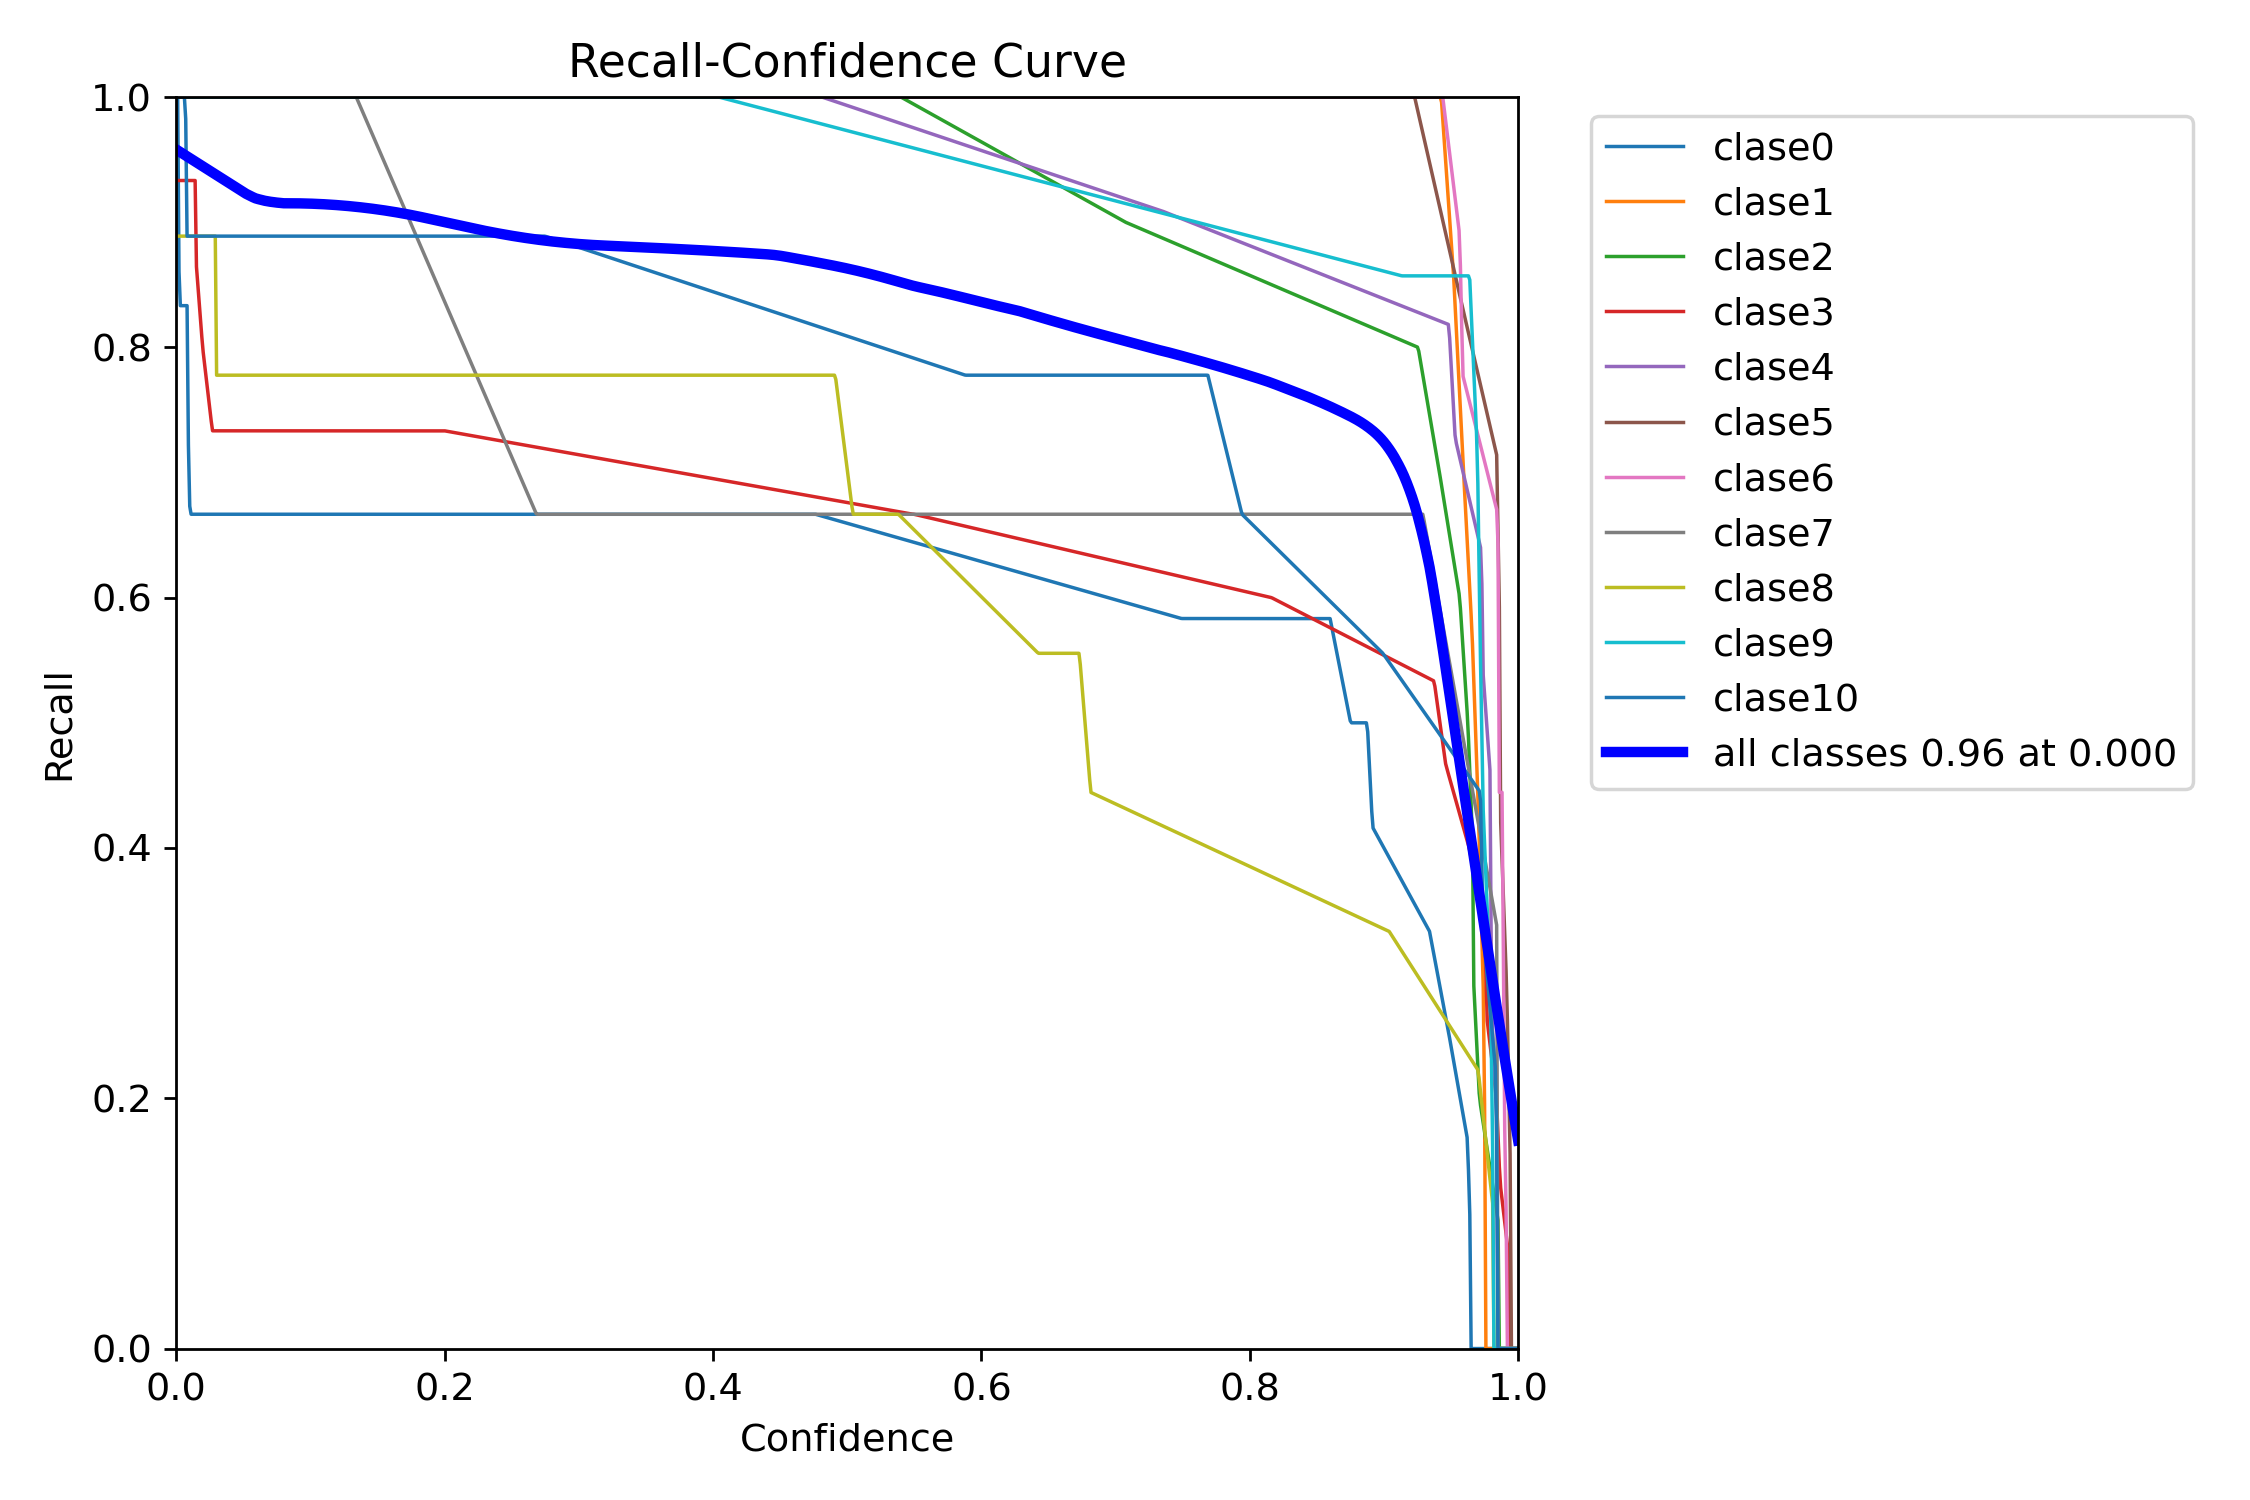 Recall-Confidence Curve
1.0
0.8
0.6
0.4
0.2
0.0
Recall
0.0 0.2 0.4 0.6 0.8 1.0
Confidence
clase0
clase1
clase2
clase3
clase4
clase5
clase6
clase7
clase8
clase9
clase10
all classes 0.96 at 0.000